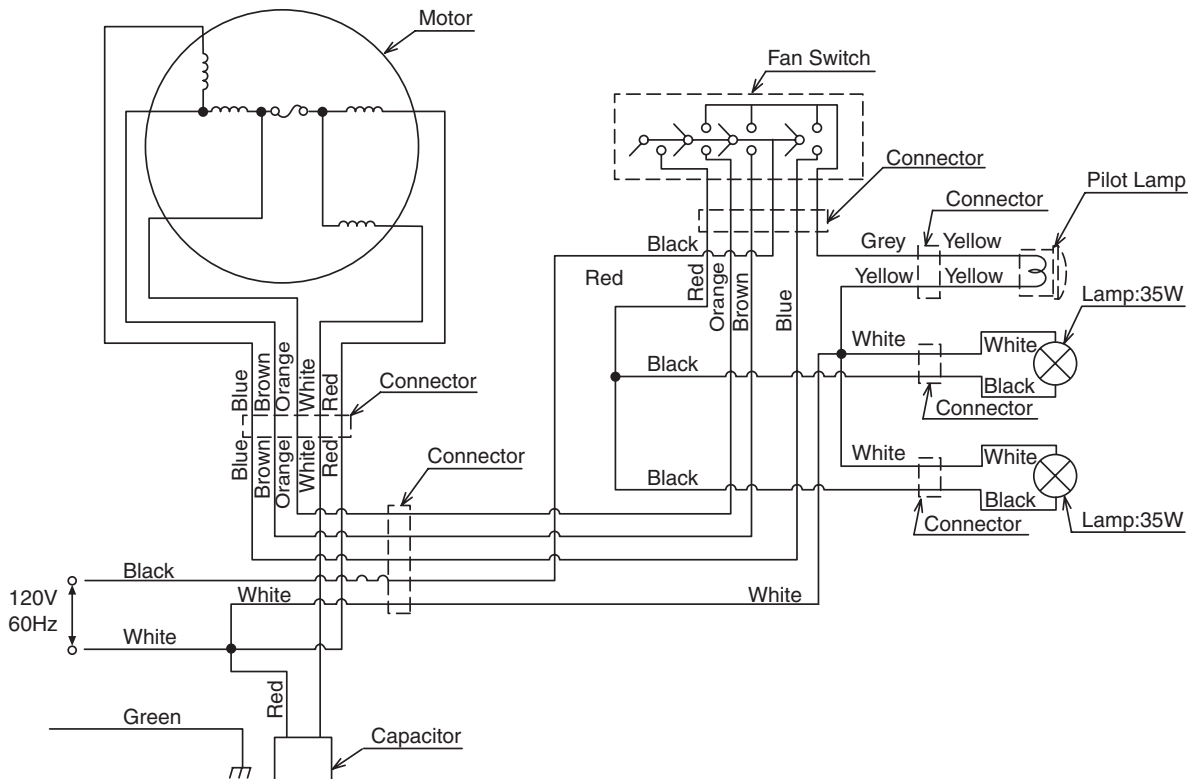 Motor
Fan Switch
Connector
Pilot Lamp
Connector
Grey
Yellow
Yellow
Yellow
Black
Red
Red
Orange
Brown
Blue
Lamp:35W
White
White
Black
Black
Connector
White
White
Black
Black
Connector
Lamp:35W
Blue
Brown
Orange
White
Red
Connector
Blue
Brown
Orange
White
Red
Connector
Black
120V
60Hz
White
White
White
Red
Green
Capacitor